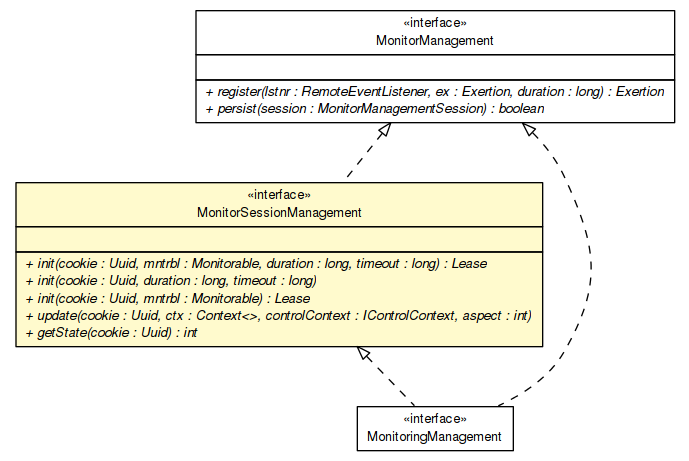 «interface»
MonitorManagement
+ register(lstnr : RemoteEventListener, ex : Exertion, duration : long) : Exertion
+ persist(session : MonitorManagementSession) : boolean
«interface»
MonitorSessionManagement
+ init(cookie : Uuid, mntrbl : Monitorable, duration : long, timeout : long) : Lease
+ init(cookie : Uuid, duration : long, timeout : long)
+ init(cookie : Uuid, mntrbl : Monitorable) : Lease
+ update(cookie : Uuid, ctx : Context<>, controlContext : IControlContext, aspect : int)
+ getState(cookie : Uuid) : int
«interface»
MonitoringManagement